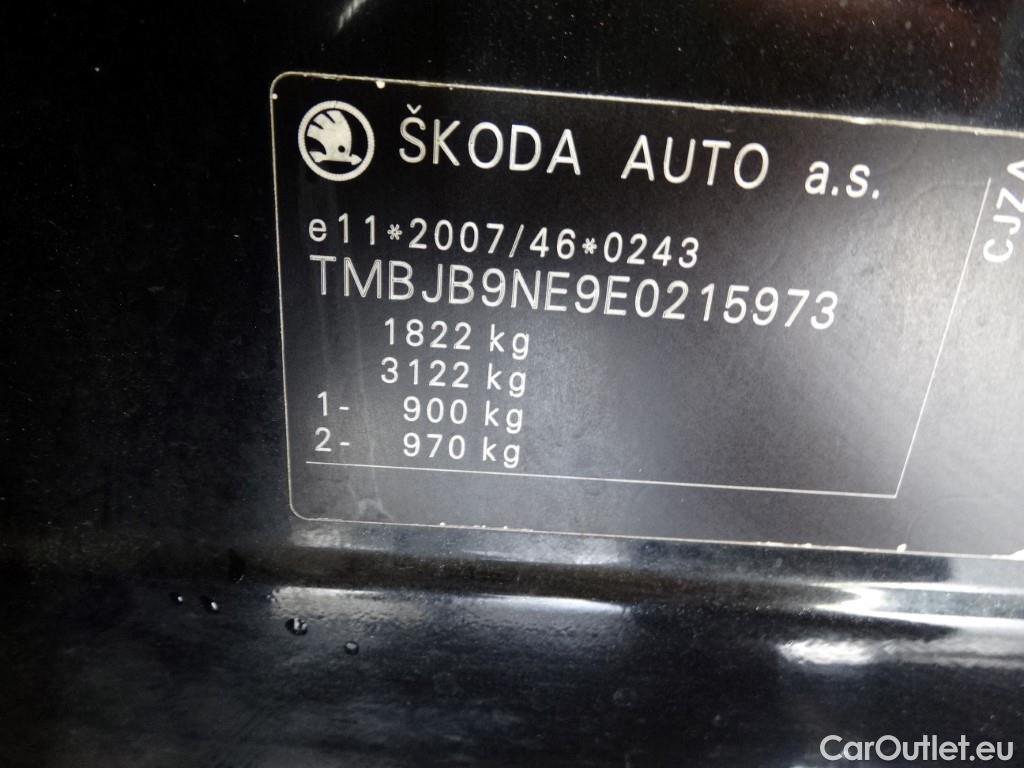 ŠKODA AUTO a.s.
e11*2007/46*0243
TMBJB9NE9E0215973
1822 kg
3122 kg
1- 900 kg
2- 970 kg
CJZA
CarOutlet.eu